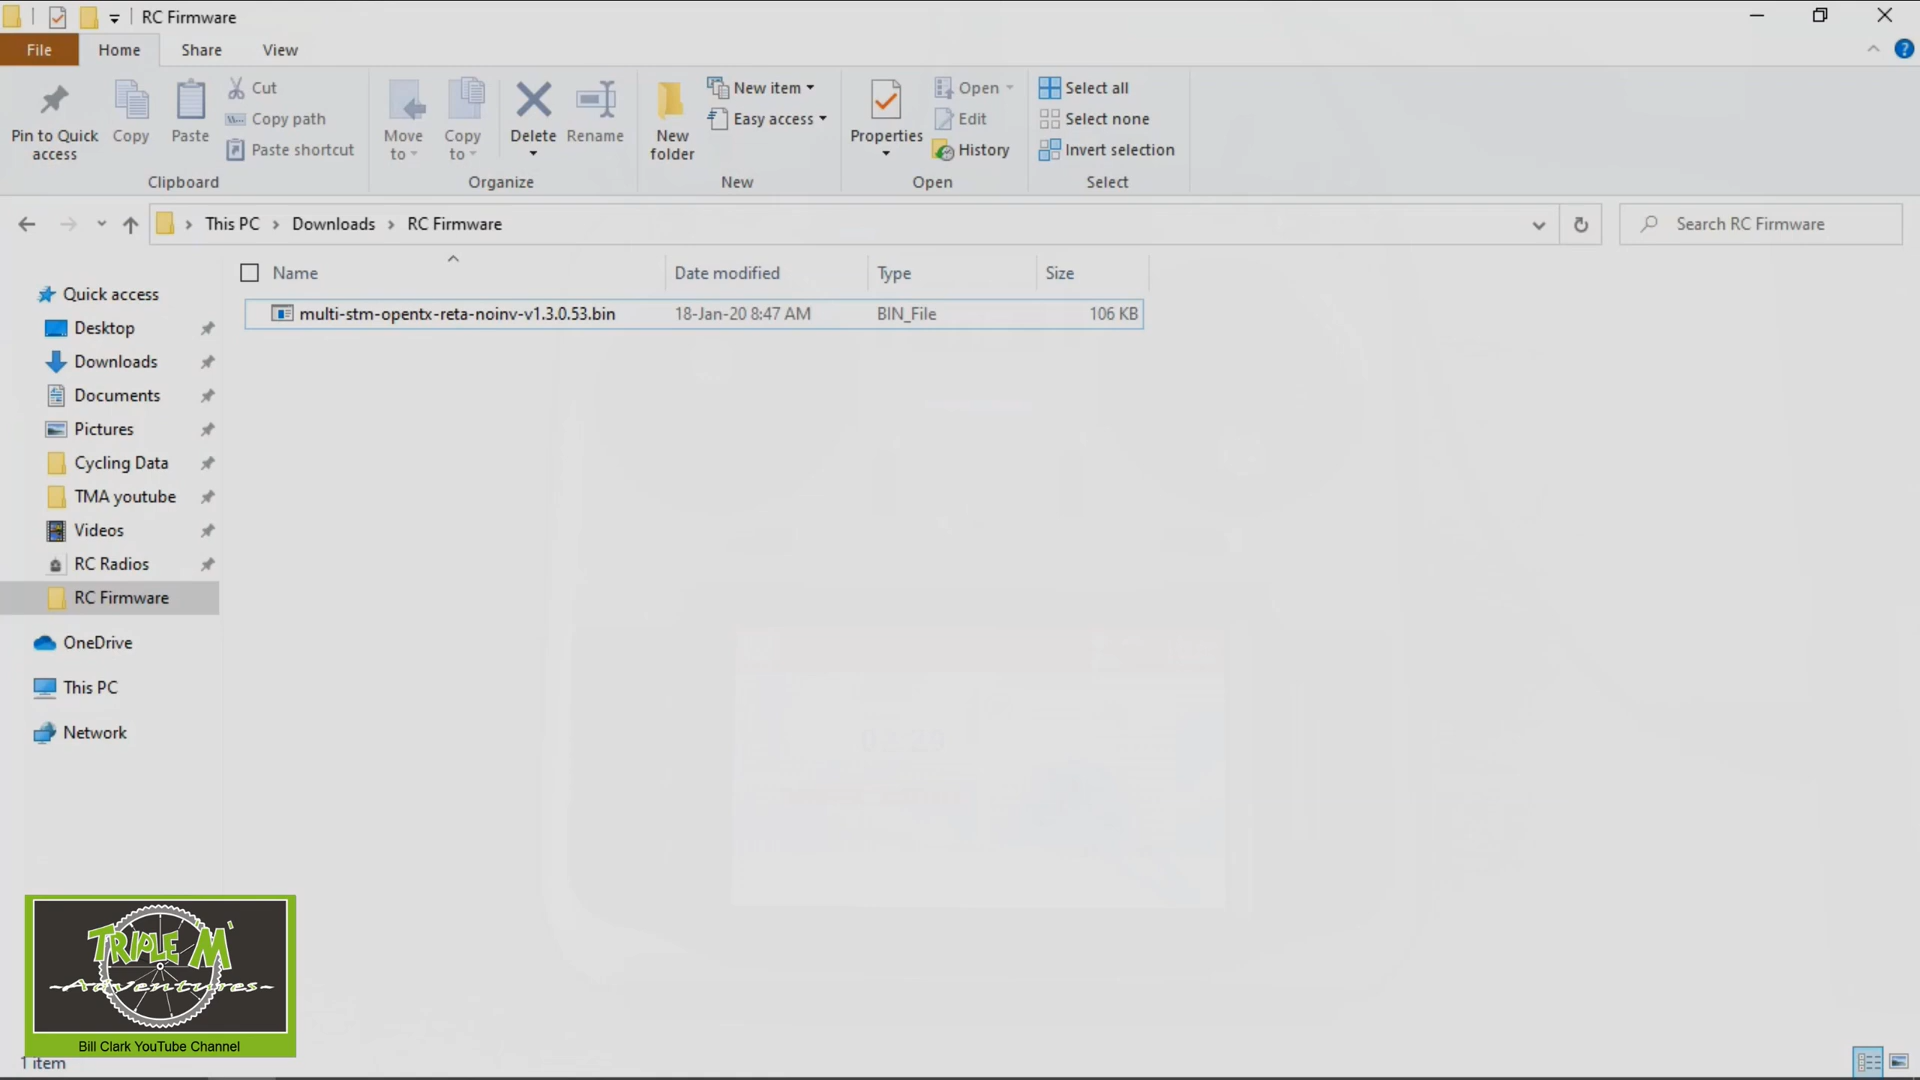 RC Firmware
File
Home
Share
View
Pin to Quick access
Copy
Paste
Cut
Copy path
Paste shortcut
Clipboard
Move to
Copy to
Delete
Rename
Organize
New folder
New item
Easy access
New
Properties
Open
Edit
History
Open
Select all
Select none
Invert selection
Select
This PC
Downloads
RC Firmware
Search RC Firmware
Name
Date modified
Type
Size
multi-stm-opentx-reta-noinv-v1.3.0.53.bin
18-Jan-20 8:47 AM
BIN_File
106 KB
Quick access
Desktop
Downloads
Documents
Pictures
Cycling Data
TMA youtube
Videos
RC Radios
RC Firmware
OneDrive
This PC
Network
TRIPLE M'
-Adventures-
Bill Clark YouTube Channel
1 item